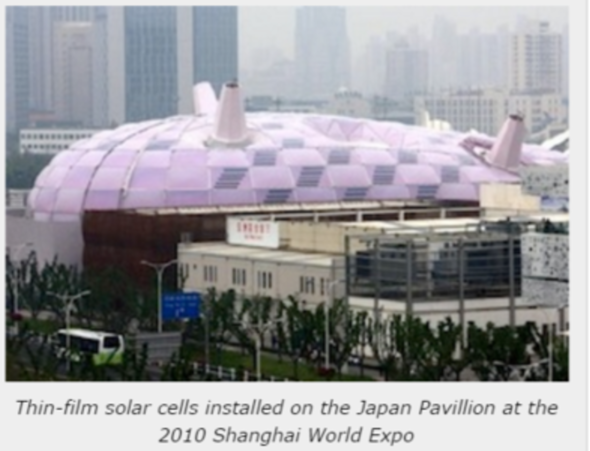 Thin-film solar cells installed on the Japan Pavillion at the
2010 Shanghai World Expo